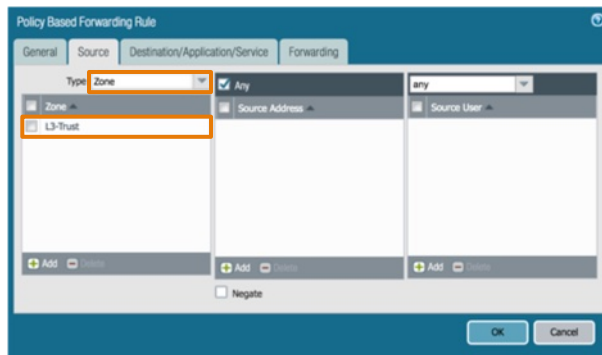 Policy Based Forwarding Rule
General Source Destination/Application/Service Forwarding
Type Zone Any any
Zone Source Address Source User
L3-Trust
Add Delete Add Delete Add Delete
Negate
OK Cancel